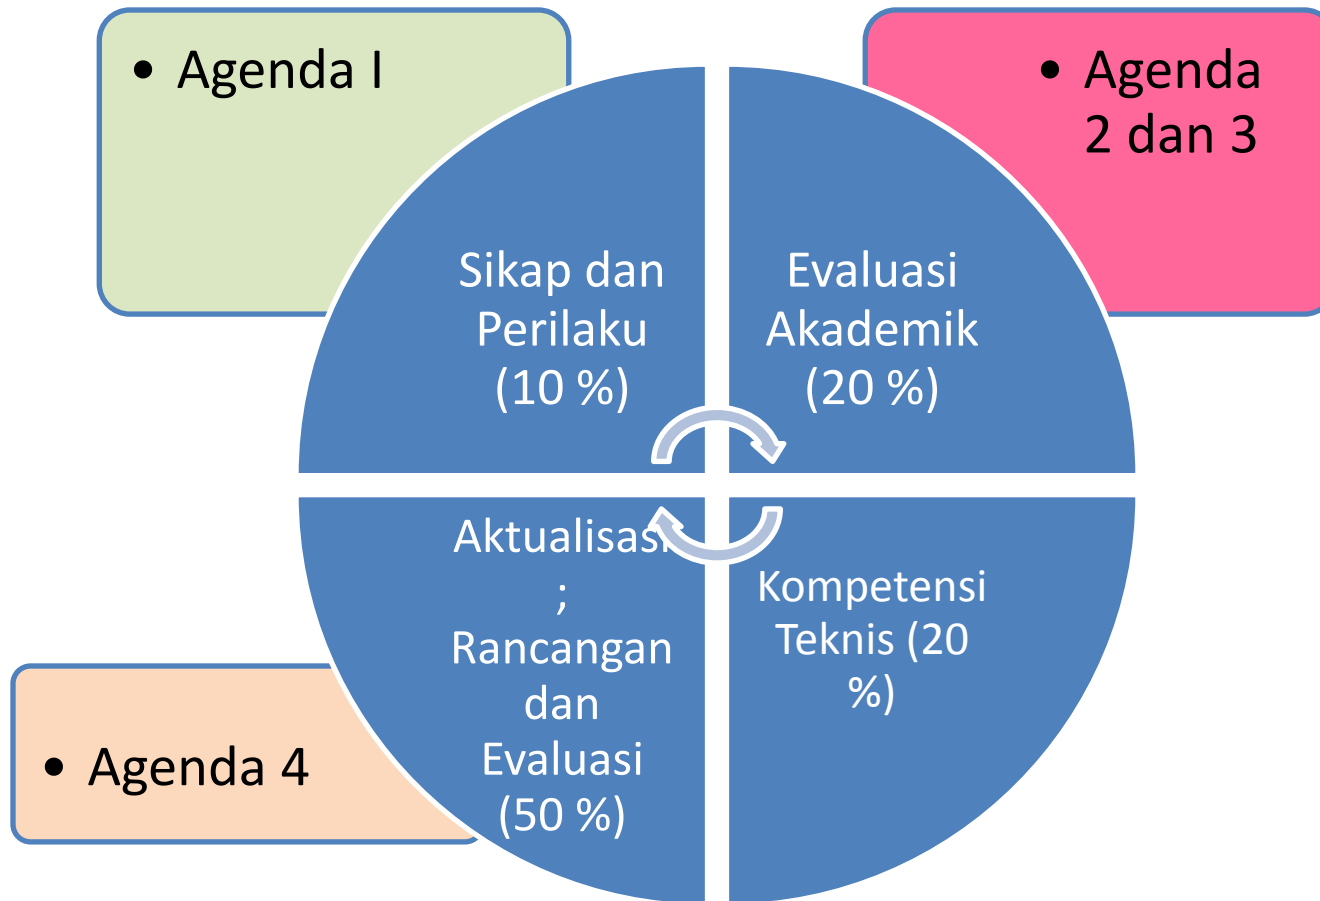 • Agenda I
• Agenda
2 dan 3
Sikap dan
Perilaku
(10 %)
Evaluasi
Akademik
(20 %)
Aktualisasi
;
Rancangan
dan
Evaluasi
(50 %)
Kompetensi
Teknis (20
%)
• Agenda 4